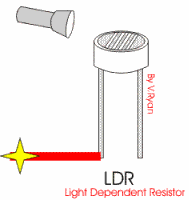 By V.Ryan
LDR
Light Dependent Resistor